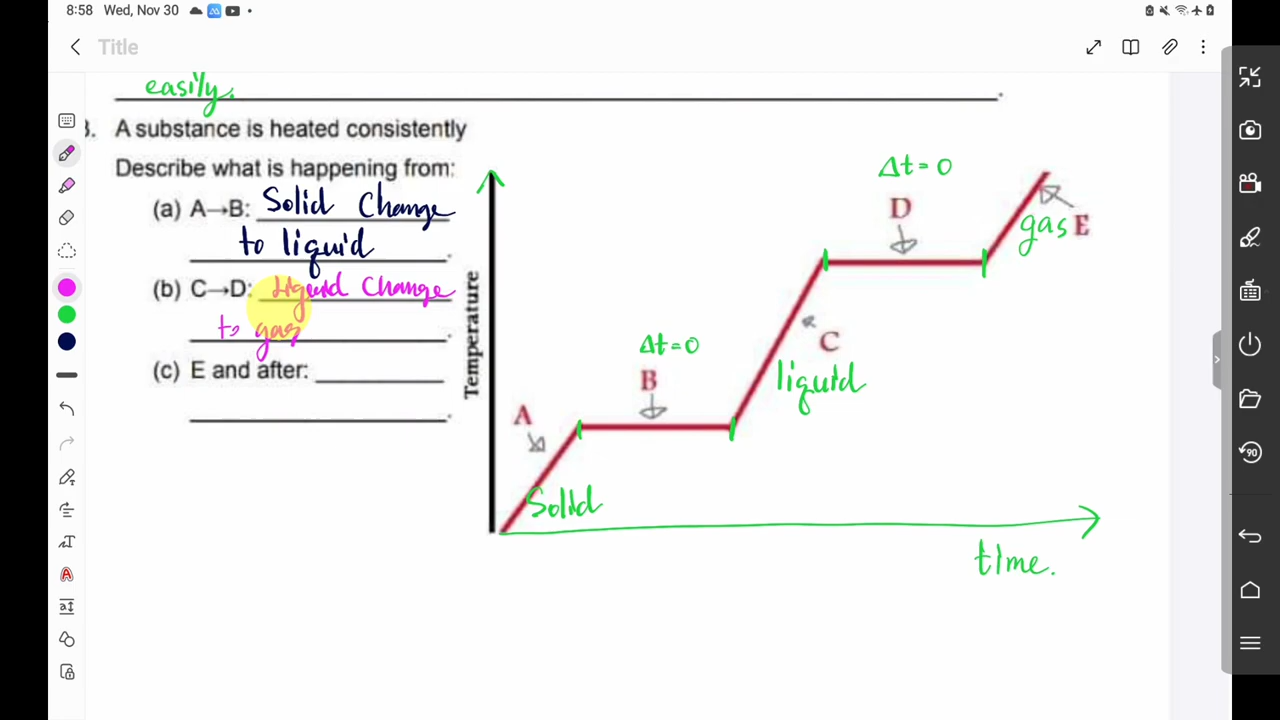 8:58 Wed, Nov 30
Title
easily.
3. A substance is heated consistently
Describe what is happening from:
(a) A→B: Solid Change
to liquid
(b) C→D: Liquid Change
to gas
(c) E and after:
Temperature
Δt=0
D
gas E
Δt=0
B
C
liquid
A
Solid
time.
90